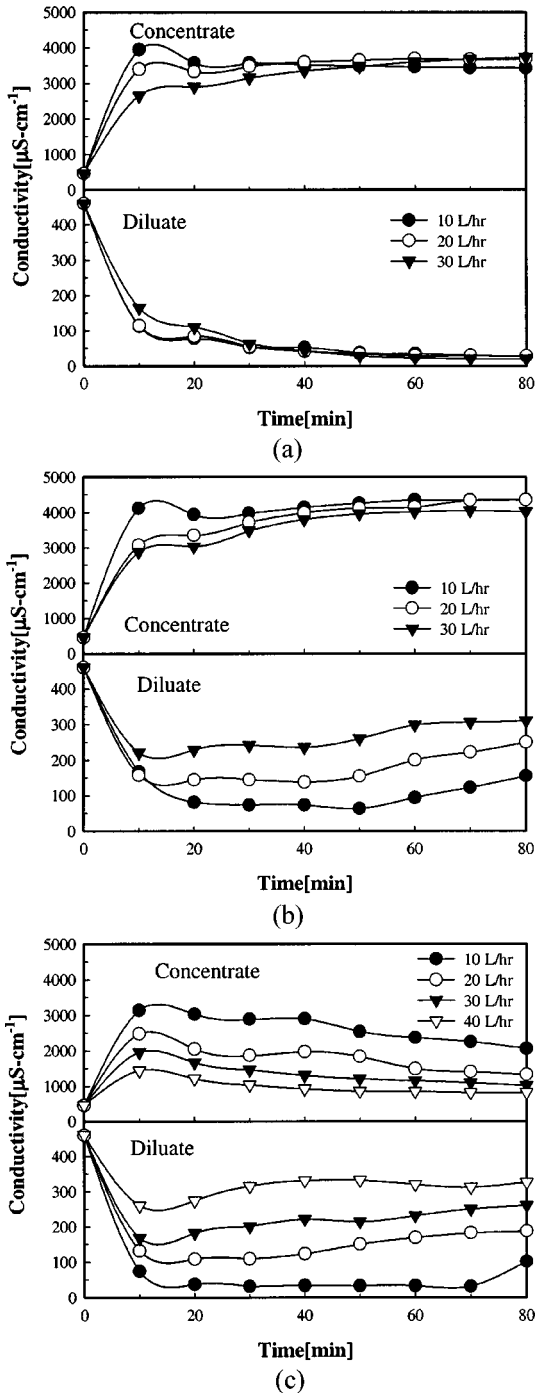 Concentrate
5000
4000
3000
2000
1000
0
Conductivity[μS-cm⁻¹]
Diluate
10 L/hr
20 L/hr
30 L/hr
400
300
200
100
0
0 20 40 60 80
Time[min]
(a)
5000
4000
3000
2000
1000
0
Conductivity[μS-cm⁻¹]
10 L/hr
20 L/hr
30 L/hr
Concentrate
Diluate
400
300
200
100
0
0 20 40 60 80
Time[min]
(b)
5000
4000
3000
2000
1000
0
Conductivity[μS-cm⁻¹]
Concentrate
10 L/hr
20 L/hr
30 L/hr
40 L/hr
Diluate
400
300
200
100
0
0 20 40 60 80
Time[min]
(c)